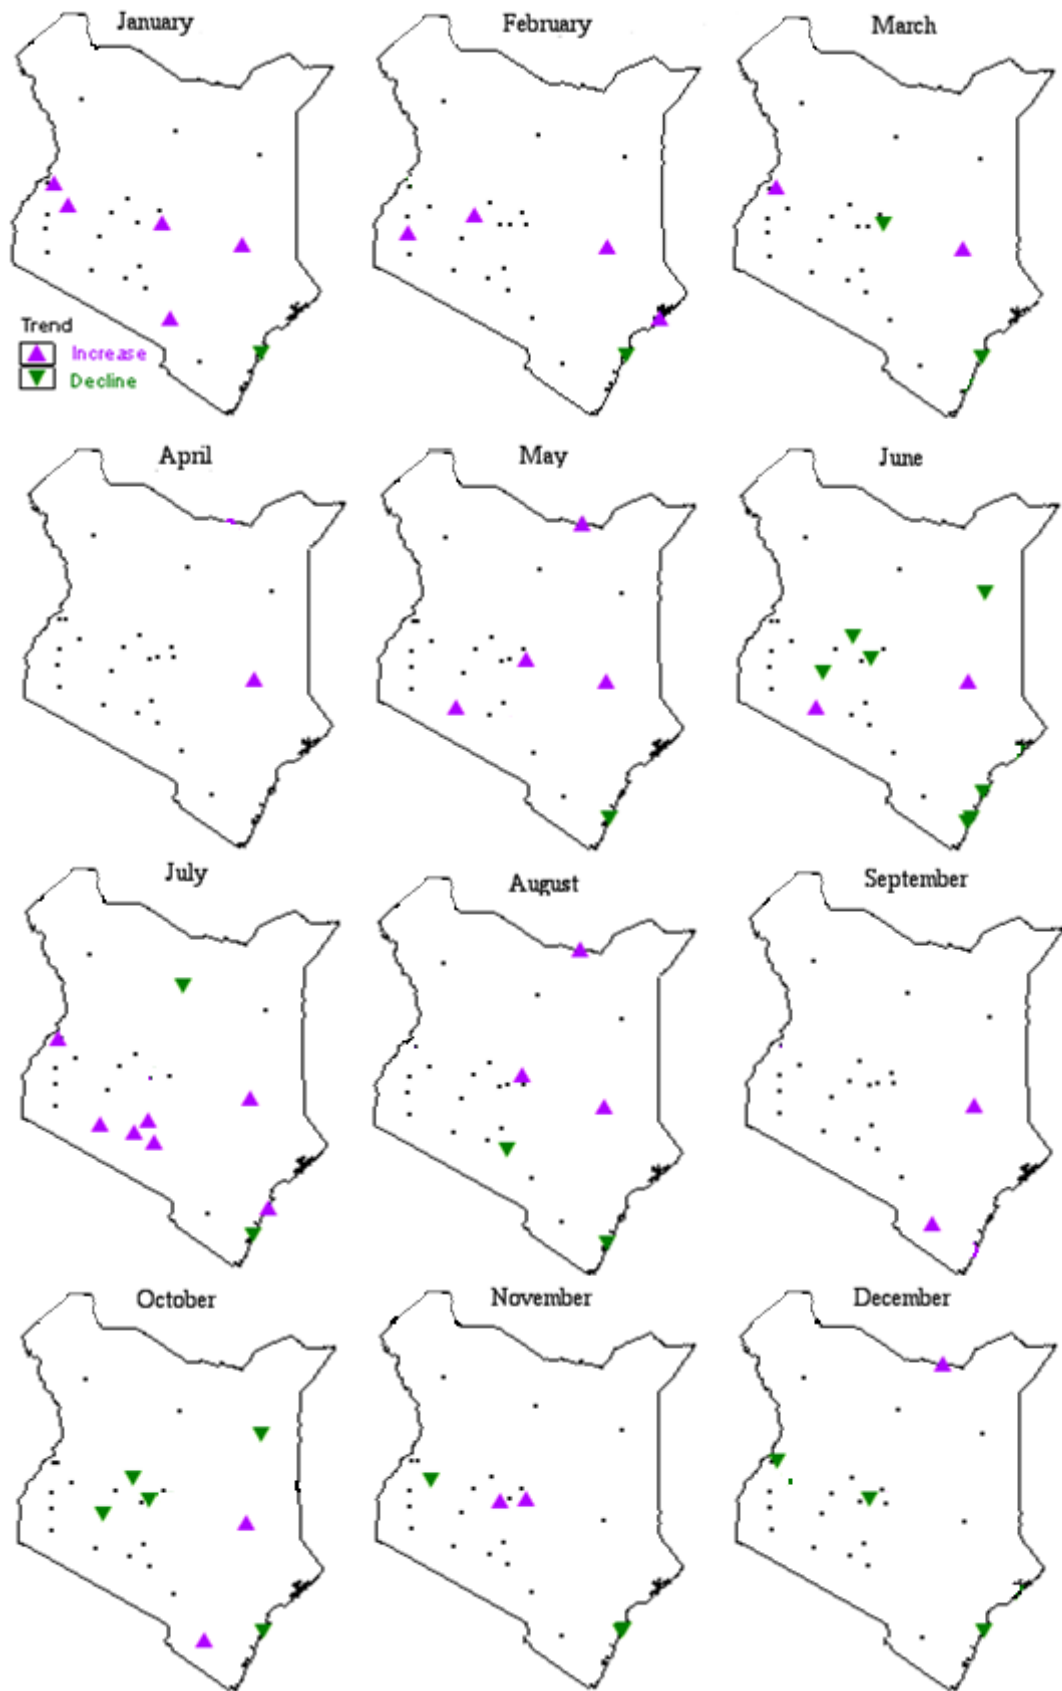 January
February
March
Trend
Increase
Decline
April
May
June
July
August
September
October
November
December